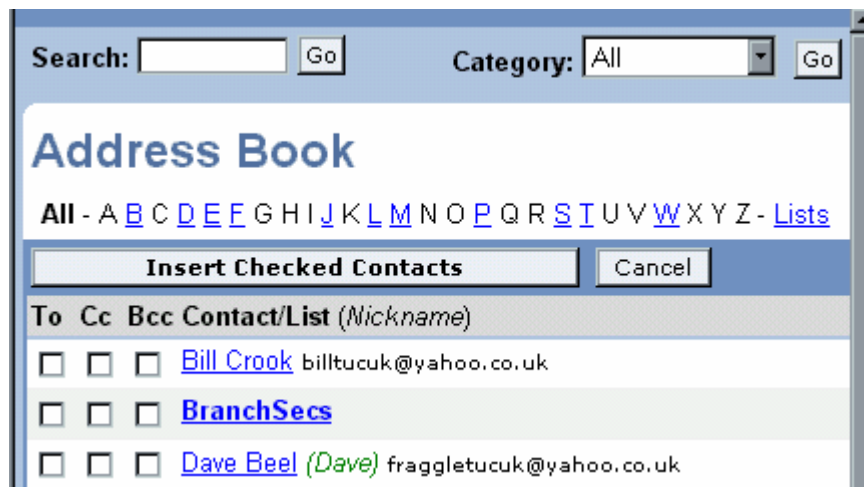 Search: Go Category: All Go
Address Book
All - A B C D E F G H I J K L M N O P Q R S T U V W X Y Z - Lists
Insert Checked Contacts Cancel
To Cc Bcc Contact/List (Nickname)
Bill Crook billtucuk@yahoo.co.uk
BranchSecs
Dave Beel (Dave) fraggletucuk@yahoo.co.uk